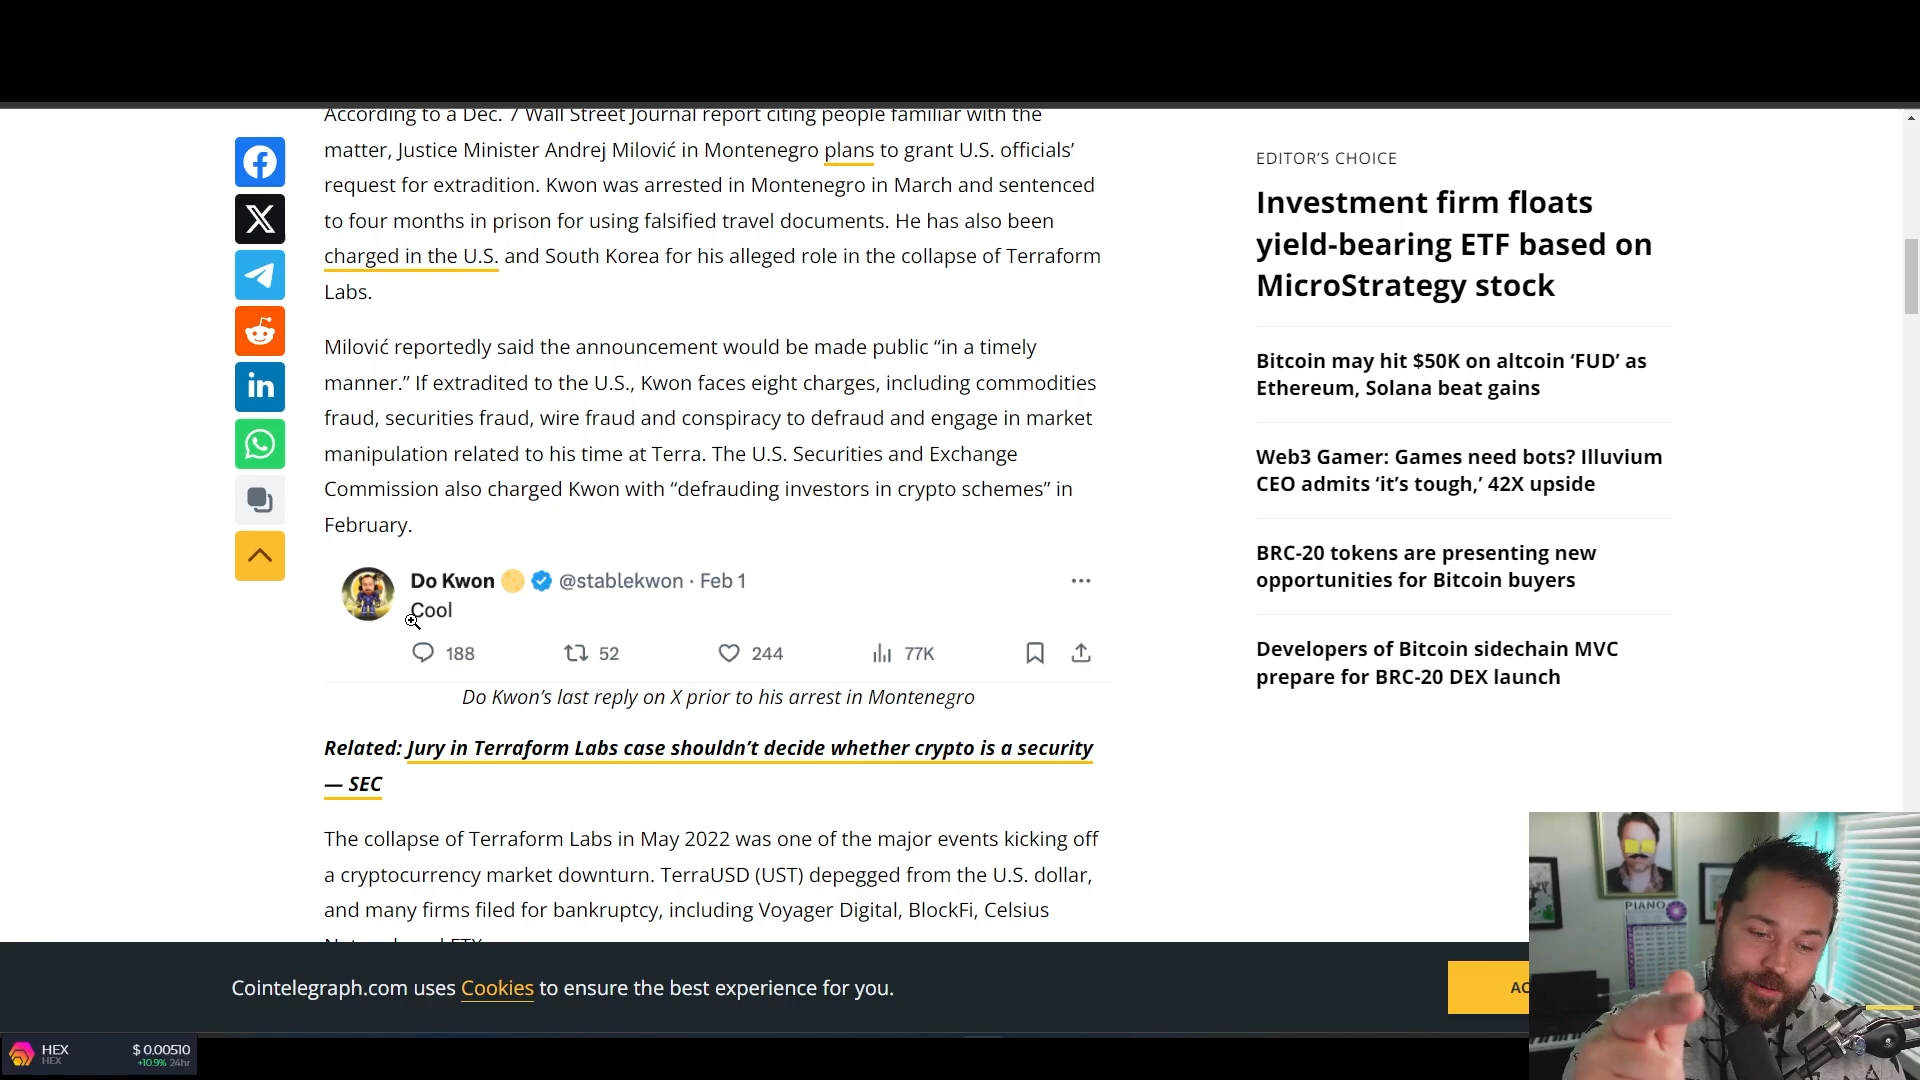 According to a Dec. 7 Wall Street Journal report citing people familiar with the
matter, Justice Minister Andrej Milović in Montenegro plans to grant U.S. officials’
request for extradition. Kwon was arrested in Montenegro in March and sentenced
to four months in prison for using falsified travel documents. He has also been
charged in the U.S. and South Korea for his alleged role in the collapse of Terraform
Labs.
Milović reportedly said the announcement would be made public “in a timely
manner.” If extradited to the U.S., Kwon faces eight charges, including commodities
fraud, securities fraud, wire fraud and conspiracy to defraud and engage in market
manipulation related to his time at Terra. The U.S. Securities and Exchange
Commission also charged Kwon with “defrauding investors in crypto schemes” in
February.
Do Kwon @stablekwon · Feb 1
Cool
188 52 244 77K
Do Kwon’s last reply on X prior to his arrest in Montenegro
Related: Jury in Terraform Labs case shouldn’t decide whether crypto is a security
— SEC
The collapse of Terraform Labs in May 2022 was one of the major events kicking off
a cryptocurrency market downturn. TerraUSD (UST) depegged from the U.S. dollar,
and many firms filed for bankruptcy, including Voyager Digital, BlockFi, Celsius
EDITOR’S CHOICE
Investment firm floats
yield-bearing ETF based on
MicroStrategy stock
Bitcoin may hit $50K on altcoin ‘FUD’ as
Ethereum, Solana beat gains
Web3 Gamer: Games need bots? Illuvium
CEO admits ‘it’s tough,’ 42X upside
BRC-20 tokens are presenting new
opportunities for Bitcoin buyers
Developers of Bitcoin sidechain MVC
prepare for BRC-20 DEX launch
PIANO
Cointelegraph.com uses Cookies to ensure the best experience for you.
AC
HEX $ 0.00510
HEX +10.9% 24hr